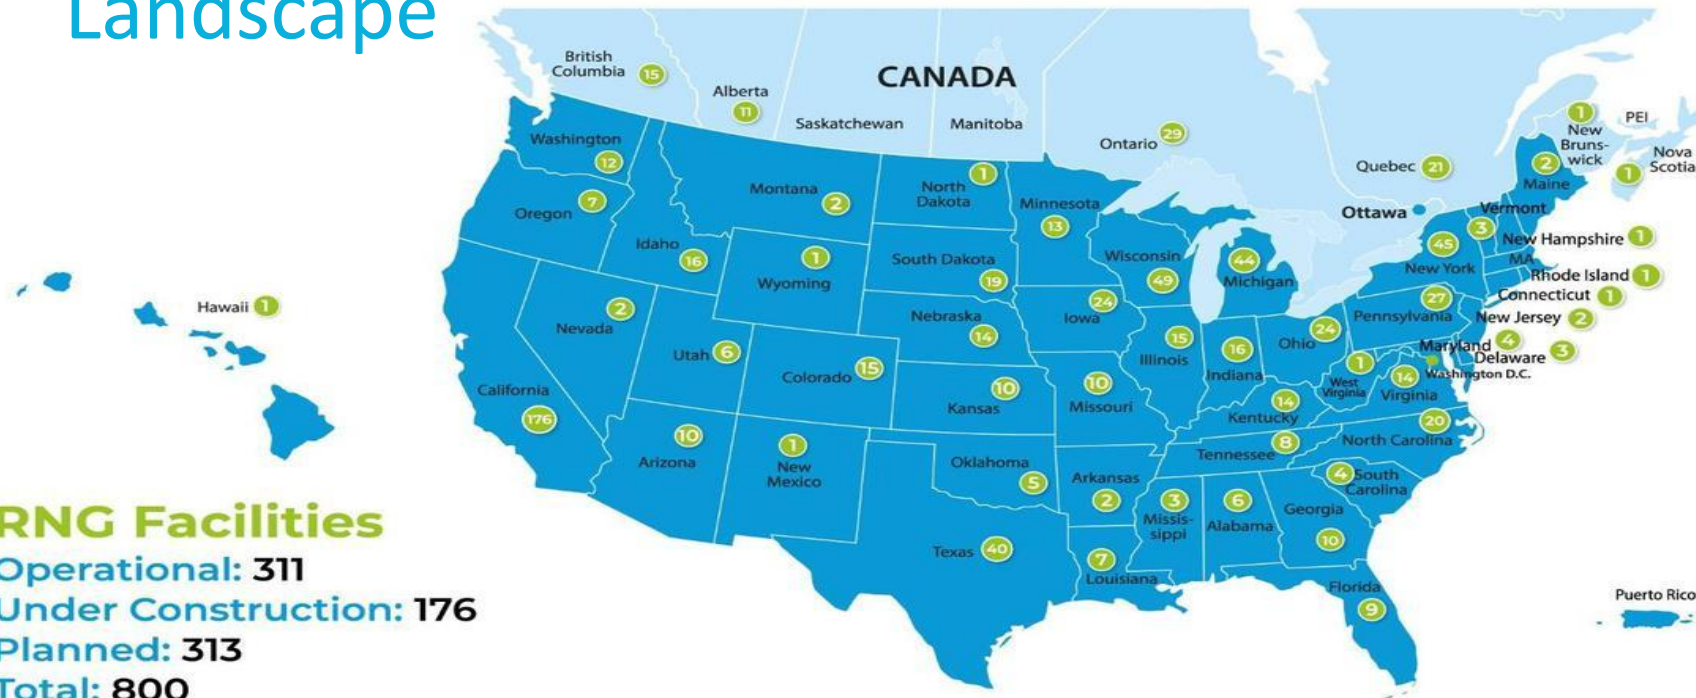 Landscape
British
Columbia
15
Alberta
11
CANADA
Saskatchewan
Manitoba
Ontario
29
Quebec
21
Ottawa
1
New
Bruns-
wick
PEI
Nova
Scotia
1
Washington
12
Oregon
7
Idaho
16
Montana
2
Wyoming
1
North
Dakota
1
South Dakota
19
Nebraska
14
Kansas
10
Minnesota
13
Iowa
24
Missouri
10
Wisconsin
49
Illinois
15
Michigan
44
Indiana
16
Ohio
24
Kentucky
14
Tennessee
8
West
Virginia
1
Virginia
14
North Carolina
20
South
Carolina
4
Georgia
10
Florida
9
Alabama
6
Missis-
sippi
3
Louisiana
7
Arkansas
2
Oklahoma
5
Texas
40
New
Mexico
1
Arizona
10
Colorado
15
Utah
6
Nevada
2
California
176
Hawaii
1
Maine
2
Vermont
3
New Hampshire
1
MA
Rhode Island
1
Connecticut
1
New York
45
Pennsylvania
27
New Jersey
2
Maryland
4
Delaware
3
Washington D.C.
Puerto Rico
RNG Facilities
Operational: 311
Under Construction: 176
Planned: 313
Total: 800